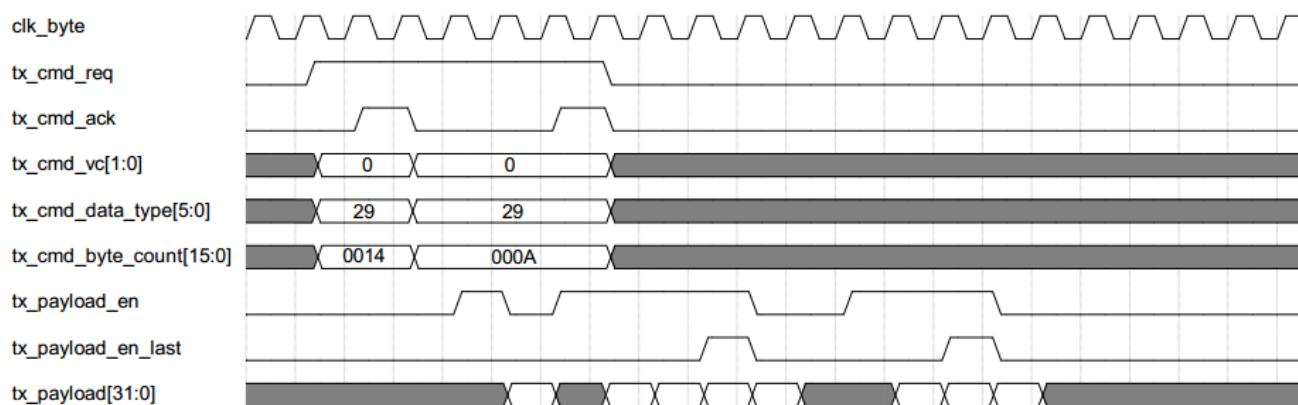 clk_byte
tx_cmd_req
tx_cmd_ack
tx_cmd_vc[1:0] 0 0
tx_cmd_data_type[5:0] 29 29
tx_cmd_byte_count[15:0] 0014 000A
tx_payload_en
tx_payload_en_last
tx_payload[31:0]